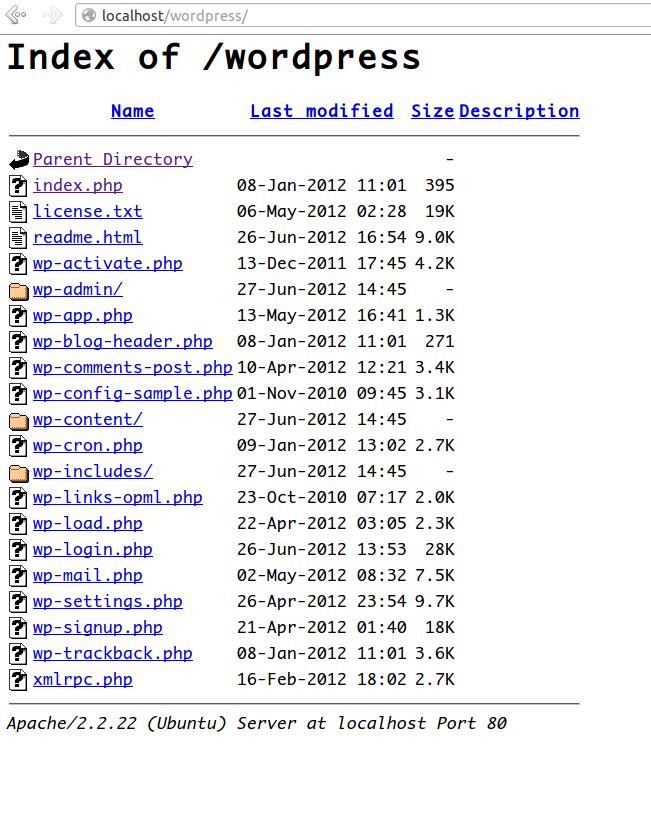 localhost/wordpress/
Index of /wordpress
Name Last modified Size Description
Parent Directory -
index.php 08-Jan-2012 11:01 395
license.txt 06-May-2012 02:28 19K
readme.html 26-Jun-2012 16:54 9.0K
wp-activate.php 13-Dec-2011 17:45 4.2K
wp-admin/ 27-Jun-2012 14:45 -
wp-app.php 13-May-2012 16:41 1.3K
wp-blog-header.php 08-Jan-2012 11:01 271
wp-comments-post.php 10-Apr-2012 12:21 3.4K
wp-config-sample.php 01-Nov-2010 09:45 3.1K
wp-content/ 27-Jun-2012 14:45 -
wp-cron.php 09-Jan-2012 13:02 2.7K
wp-includes/ 27-Jun-2012 14:45 -
wp-links-opml.php 23-Oct-2010 07:17 2.0K
wp-load.php 22-Apr-2012 03:05 2.3K
wp-login.php 26-Jun-2012 13:53 28K
wp-mail.php 02-May-2012 08:32 7.5K
wp-settings.php 26-Apr-2012 23:54 9.7K
wp-signup.php 21-Apr-2012 01:40 18K
wp-trackback.php 08-Jan-2012 11:01 3.6K
xmlrpc.php 16-Feb-2012 18:02 2.7K
Apache/2.2.22 (Ubuntu) Server at localhost Port 80